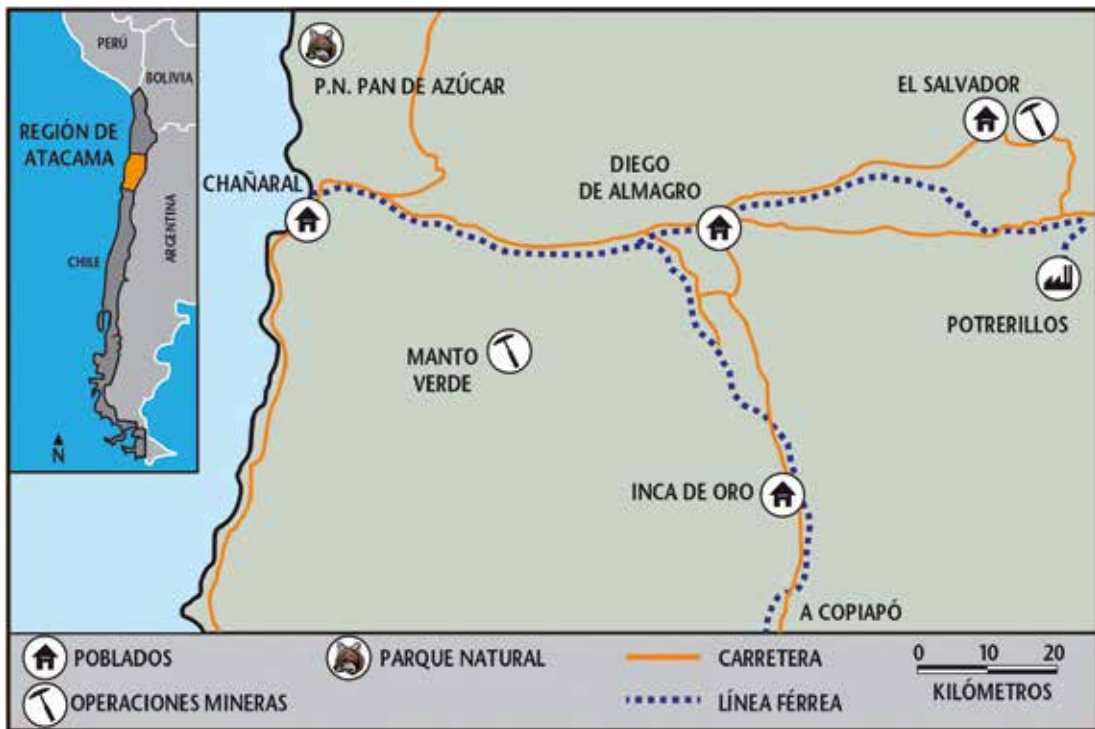 PERÚ
BOLIVIA
REGIÓN DE
ATACAMA
ARGENTINA
CHILE
N
P.N. PAN DE AZÚCAR
EL SALVADOR
CHAÑARAL
DIEGO
DE ALMAGRO
POTRERILLOS
MANTO
VERDE
INCA DE ORO
A COPIAPÓ
POBLADOS
PARQUE NATURAL
CARRETERA
0 10 20
OPERACIONES MINERAS
LÍNEA FÉRREA
KILÓMETROS